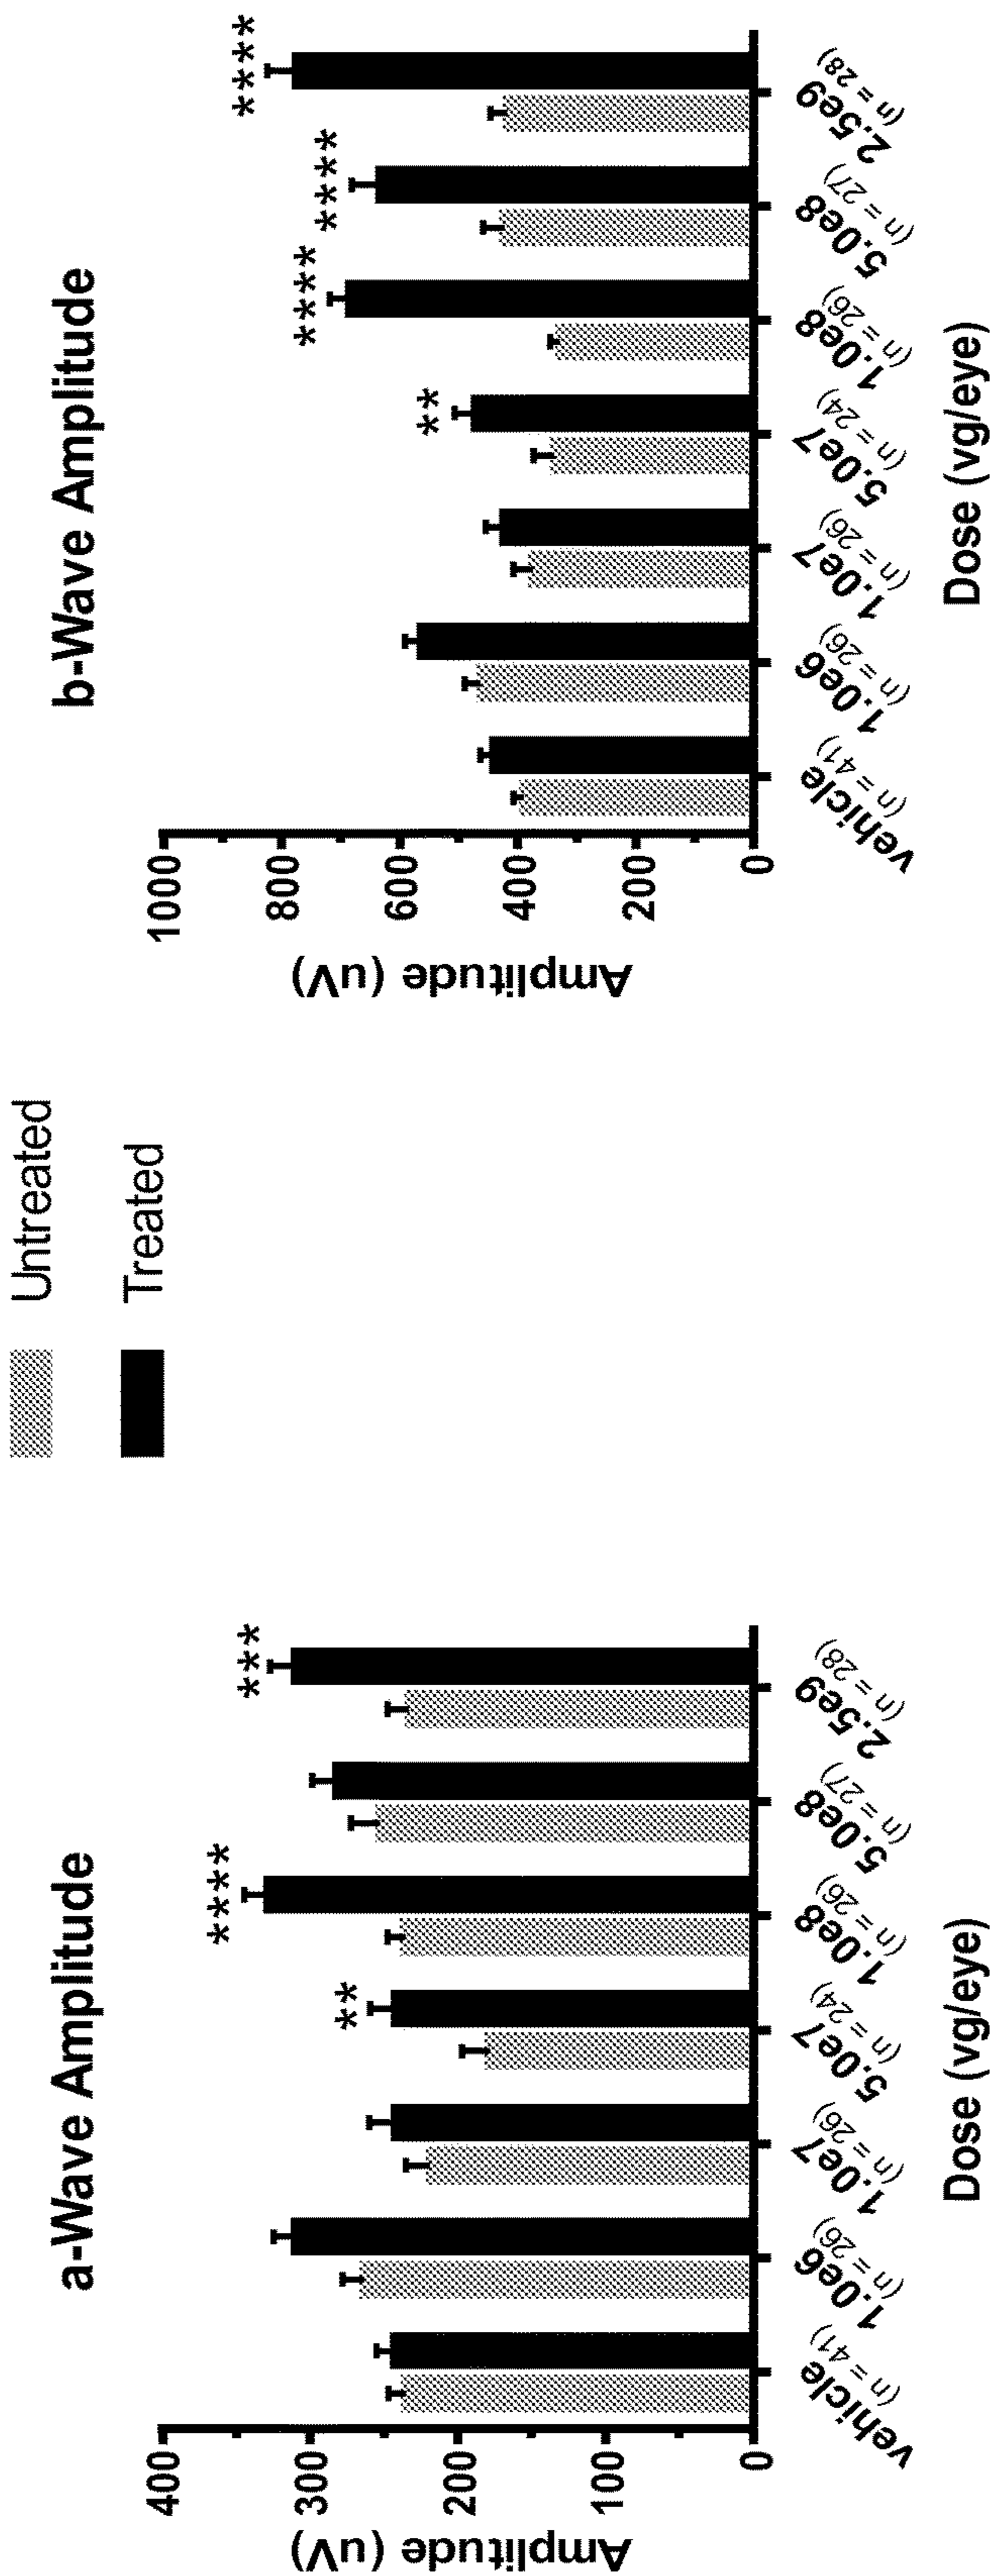 Untreated
Treated
a-Wave Amplitude
Amplitude (uV)
400
300
200
100
0
**
****
***
vehicle
(n = 41)
1.0e6
(n = 26)
1.0e7
(n = 26)
5.0e7
(n = 24)
1.0e8
(n = 26)
5.0e8
(n = 27)
2.5e9
(n = 28)
Dose (vg/eye)
b-Wave Amplitude
Amplitude (uV)
1000
800
600
400
200
0
**
****
****
****
vehicle
(n = 41)
1.0e6
(n = 26)
1.0e7
(n = 26)
5.0e7
(n = 24)
1.0e8
(n = 26)
5.0e8
(n = 27)
2.5e9
(n = 28)
Dose (vg/eye)